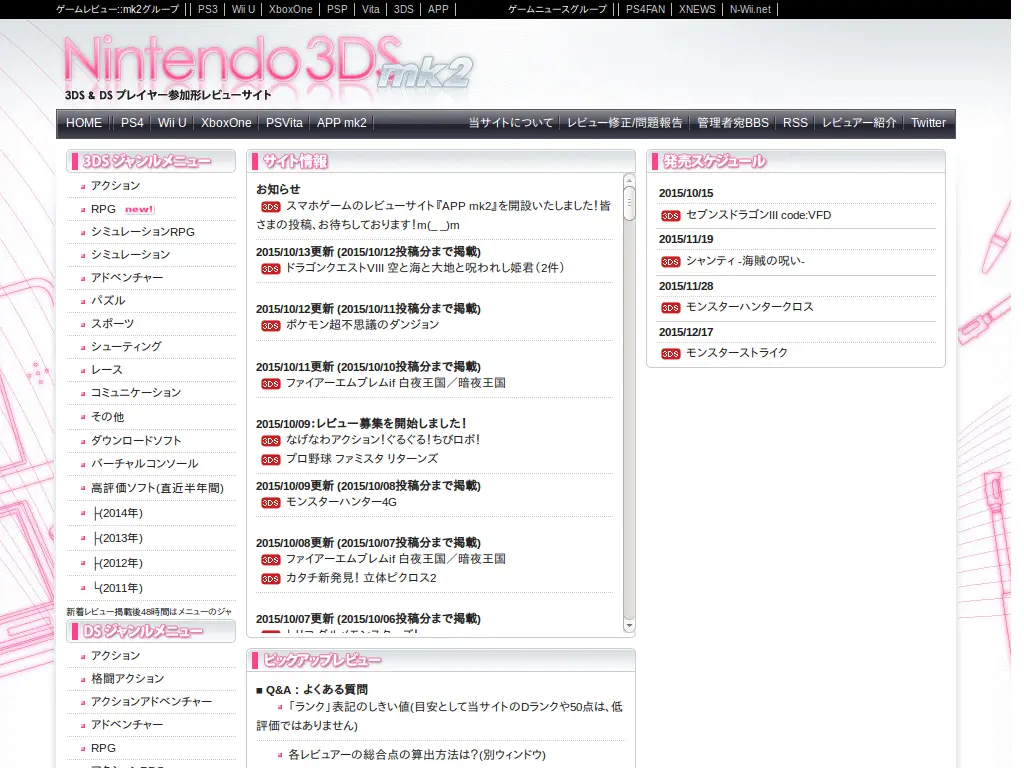 ゲームレビュー::mk2グループ PS3 Wii U XboxOne PSP Vita 3DS APP ゲームニュースグループ PS4FAN XNEWS N-Wii.net
Nintendo 3DS mk2
3DS & DS プレイヤー参加形レビューサイト
HOME PS4 Wii U XboxOne PSVita APP mk2 当サイトについて レビュー修正/問題報告 管理者宛BBS RSS レビュアー紹介 Twitter
3DS ジャンルメニュー
アクション
RPG new!
シミュレーションRPG
シミュレーション
アドベンチャー
パズル
スポーツ
シューティング
レース
コミュニケーション
その他
ダウンロードソフト
バーチャルコンソール
高評価ソフト(直近半年間)
├(2014年)
├(2013年)
├(2012年)
└(2011年)
新着レビュー掲載後48時間はメニューのジャ
DS ジャンルメニュー
アクション
格闘アクション
アクションアドベンチャー
アドベンチャー
RPG
サイト情報
お知らせ
3DS スマホゲームのレビューサイト『APP mk2』を開設いたしました！皆
さまの投稿、お待ちしております！m(_ _)m
2015/10/13更新 (2015/10/12投稿分まで掲載)
3DS ドラゴンクエストVIII 空と海と大地と呪われし姫君（2件）
2015/10/12更新 (2015/10/11投稿分まで掲載)
3DS ポケモン超不思議のダンジョン
2015/10/11更新 (2015/10/10投稿分まで掲載)
3DS ファイアーエムブレムif 白夜王国／暗夜王国
2015/10/09：レビュー募集を開始しました！
3DS なげなわアクション！ぐるぐる！ちびロボ！
3DS プロ野球 ファミスタ リターンズ
2015/10/09更新 (2015/10/08投稿分まで掲載)
3DS モンスターハンター4G
2015/10/08更新 (2015/10/07投稿分まで掲載)
3DS ファイアーエムブレムif 白夜王国／暗夜王国
3DS カタチ新発見！ 立体ピクロス2
2015/10/07更新 (2015/10/06投稿分まで掲載)
ピックアップレビュー
■ Q&A：よくある質問
「ランク」表記のしきい値(目安として当サイトのDランクや50点は、低
評価ではありません)
各レビュアーの総合点の算出方法は？(別ウィンドウ)
発売スケジュール
2015/10/15
3DS セブンスドラゴンIII code:VFD
2015/11/19
3DS シャンティ -海賊の呪い-
2015/11/28
3DS モンスターハンタークロス
2015/12/17
3DS モンスターストライク